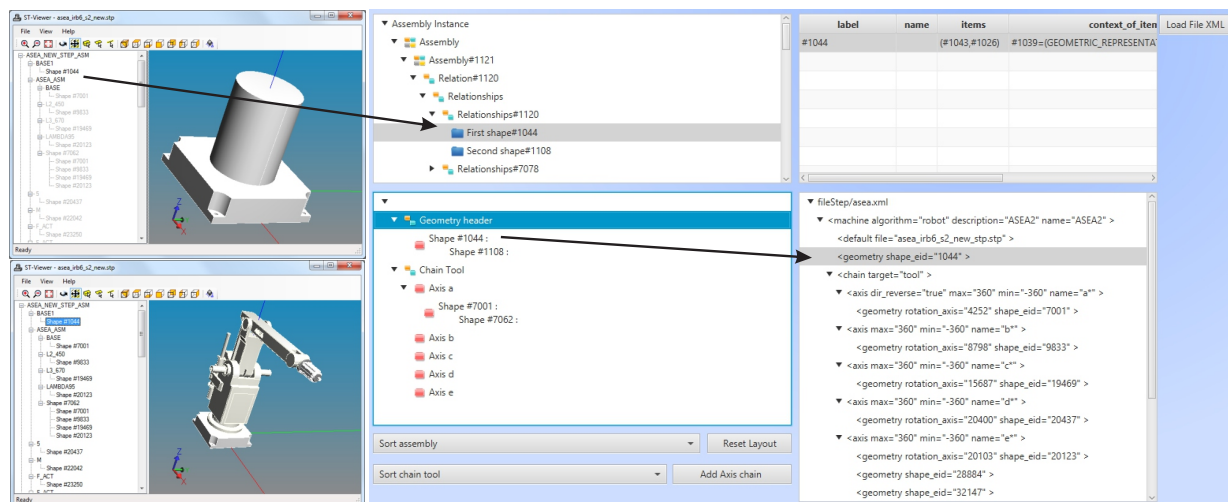 ST-Viewer - asea_irb6_s2_new.stp
File View Help
ASEA_NEW_STEP_ASM
BASE1
Shape #1044
ASEA_ASM
BASE
Shape #7001
L2_450
Shape #9833
L3_670
Shape #19469
LAMBDA95
Shape #20123
Shape #7062
Shape #7001
Shape #9833
Shape #19469
Shape #20123
S
Shape #20437
M
Shape #22042
F_ACT
Shape #23250
E_ACT
Z
X
Ready
ST-Viewer - asea_irb6_s2_new.stp
File View Help
ASEA_NEW_STEP_ASM
BASE1
Shape #1044
ASEA_ASM
BASE
Shape #7001
L2_450
Shape #9833
L3_670
Shape #19469
LAMBDA95
Shape #20123
Shape #7062
Shape #7001
Shape #9833
Shape #19469
Shape #20123
S
Shape #20437
M
Shape #22042
F_ACT
Shape #23250
Z
X
Ready
Assembly Instance
Assembly
Assembly#1121
Relation#1120
Relationships
Relationships#1120
First shape#1044
Second shape#1108
Relationships#7078
Geometry header
Shape #1044 :
Shape #1108 :
Chain Tool
Axis a
Shape #7001 :
Shape #7062 :
Axis b
Axis c
Axis d
Axis e
Sort assembly
Reset Layout
Sort chain tool
Add Axis chain
label name items context_of_iten
Load File XML
#1044 (#1043,#1026) #1039=(GEOMETRIC_REPRESENTA
fileStep/asea.xml
<machine algorithm="robot" description="ASEA2" name="ASEA2" >
<default file="asea_irb6_s2_new_stp.stp" >
<geometry shape_eid="1044" >
<chain target="tool" >
<axis dir_reverse="true" max="360" min="-360" name="a*" >
<geometry rotation_axis="4252" shape_eid="7001" >
<axis max="360" min="-360" name="b*" >
<geometry rotation_axis="8798" shape_eid="9833" >
<axis max="360" min="-360" name="c*" >
<geometry rotation_axis="15687" shape_eid="19469" >
<axis max="360" min="-360" name="d*" >
<geometry rotation_axis="20400" shape_eid="20437" >
<axis max="360" min="-360" name="e*" >
<geometry rotation_axis="20103" shape_eid="20123" >
<geometry shape_eid="28884" >
<geometry shape_eid="32147" >